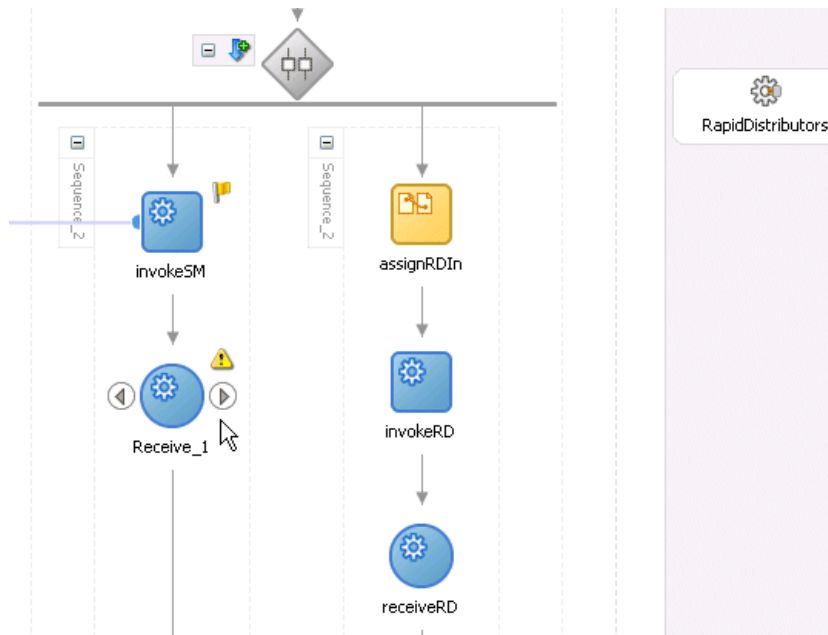 RapidDistributors
Sequence_2
invokeSM
Receive_1
Sequence_2
assignRDIn
invokeRD
receiveRD